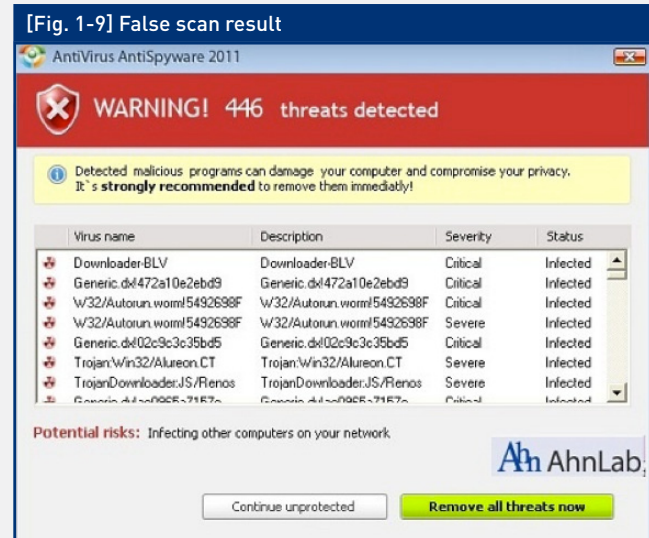 [Fig. 1-9] False scan result
AntiVirus AntiSpyware 2011
WARNING! 446 threats detected
Detected malicious programs can damage your computer and compromise your privacy.
It`s strongly recommended to remove them immediatly!
Virus name Description Severity Status
Downloader-BLV Downloader-BLV Critical Infected
Generic.dx!472a10e2ebd9 Generic.dx!472a10e2ebd9 Critical Infected
W32/Autorun.worm!5492698F W32/Autorun.worm!5492698F Critical Infected
W32/Autorun.worm!5492698F W32/Autorun.worm!5492698F Severe Infected
Generic.dx!02c9c3c35bd5 Generic.dx!02c9c3c35bd5 Critical Infected
Trojan:Win32/Alureon.CT Trojan:Win32/Alureon.CT Severe Infected
TrojanDownloader:JS/Renos TrojanDownloader:JS/Renos Severe Infected
Critical Infected
Potential risks: Infecting other computers on your network
Ahn AhnLab
Continue unprotected Remove all threats now